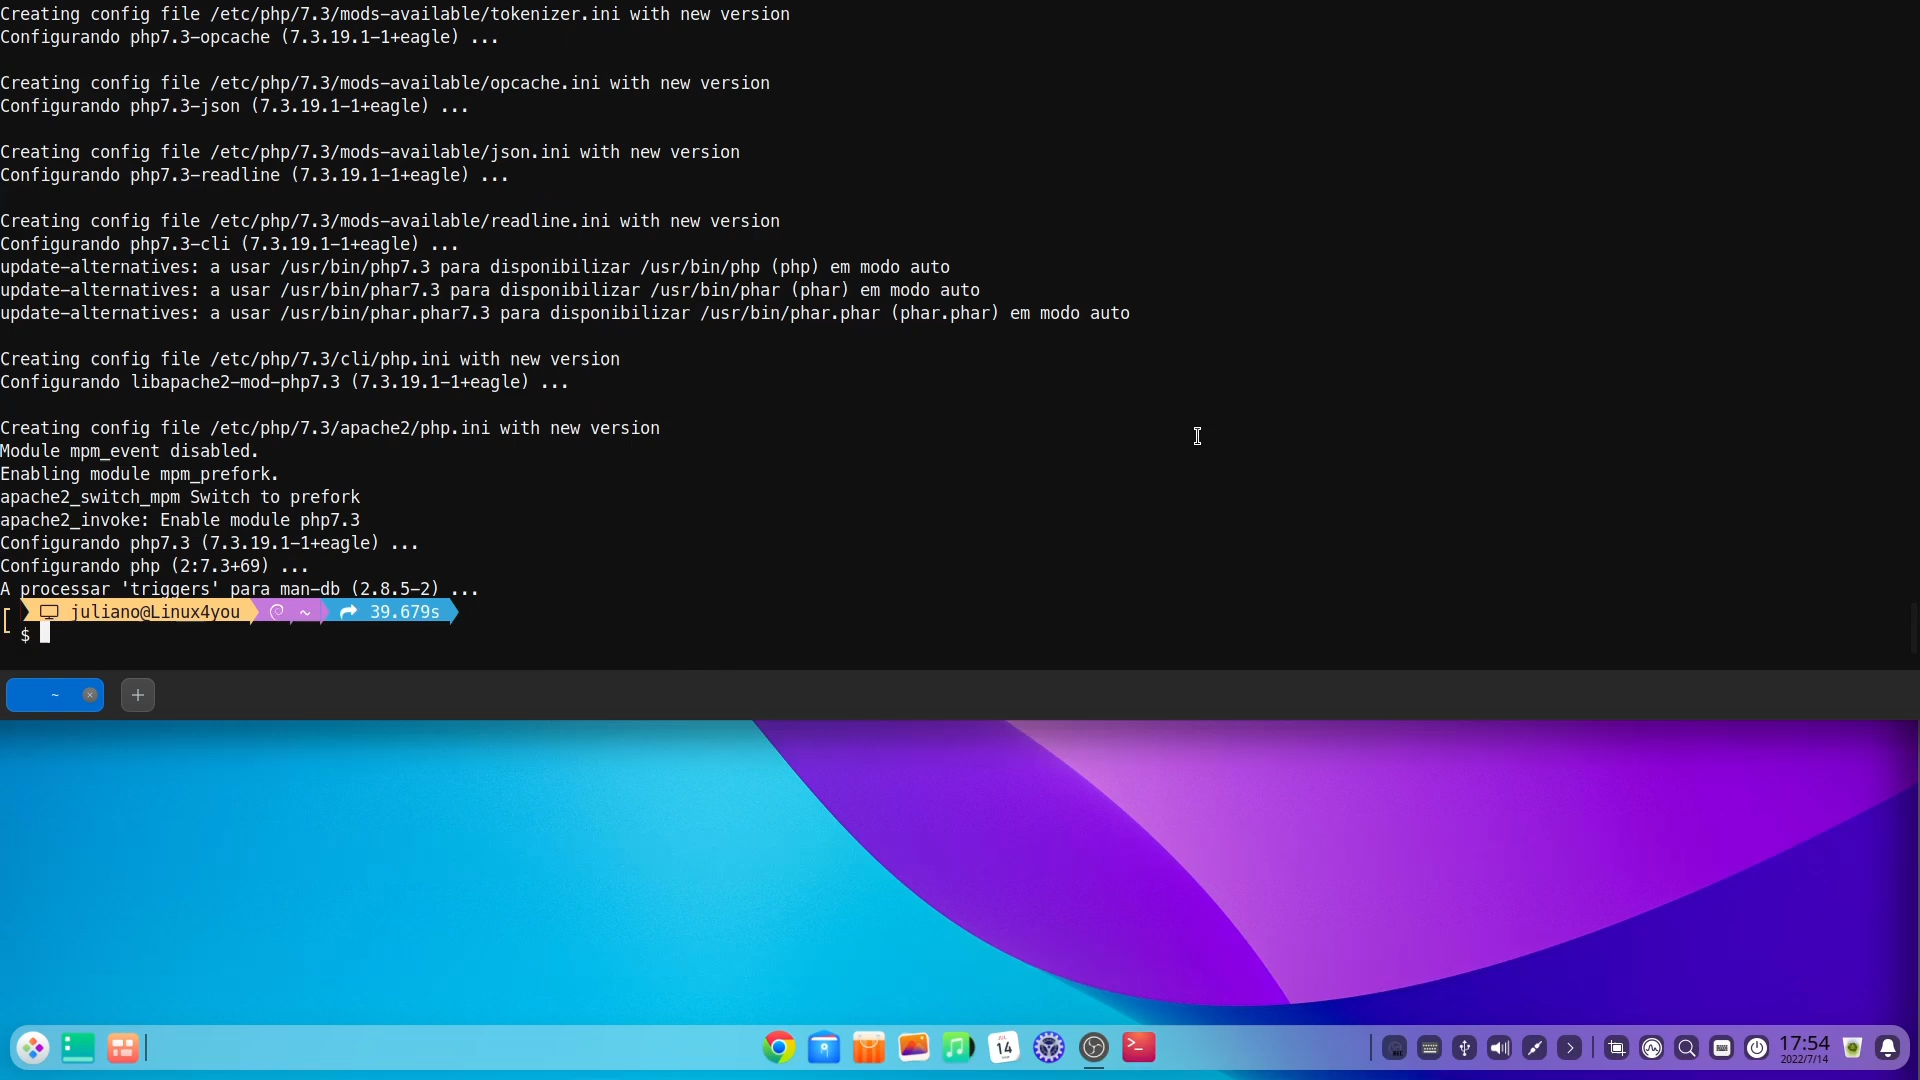 Creating config file /etc/php/7.3/mods-available/tokenizer.ini with new version
Configurando php7.3-opcache (7.3.19.1-1+eagle) ...
Creating config file /etc/php/7.3/mods-available/opcache.ini with new version
Configurando php7.3-json (7.3.19.1-1+eagle) ...
Creating config file /etc/php/7.3/mods-available/json.ini with new version
Configurando php7.3-readline (7.3.19.1-1+eagle) ...
Creating config file /etc/php/7.3/mods-available/readline.ini with new version
Configurando php7.3-cli (7.3.19.1-1+eagle) ...
update-alternatives: a usar /usr/bin/php7.3 para disponibilizar /usr/bin/php (php) em modo auto
update-alternatives: a usar /usr/bin/phar7.3 para disponibilizar /usr/bin/phar (phar) em modo auto
update-alternatives: a usar /usr/bin/phar.phar7.3 para disponibilizar /usr/bin/phar.phar (phar.phar) em modo auto
Creating config file /etc/php/7.3/cli/php.ini with new version
Configurando libapache2-mod-php7.3 (7.3.19.1-1+eagle) ...
Creating config file /etc/php/7.3/apache2/php.ini with new version
Module mpm_event disabled.
Enabling module mpm_prefork.
apache2_switch_mpm Switch to prefork
apache2_invoke: Enable module php7.3
Configurando php7.3 (7.3.19.1-1+eagle) ...
Configurando php (2:7.3+69) ...
A processar 'triggers' para man-db (2.8.5-2) ...
juliano@Linux4you ~ 39.679s
$
~
14
17:54
2022/7/14